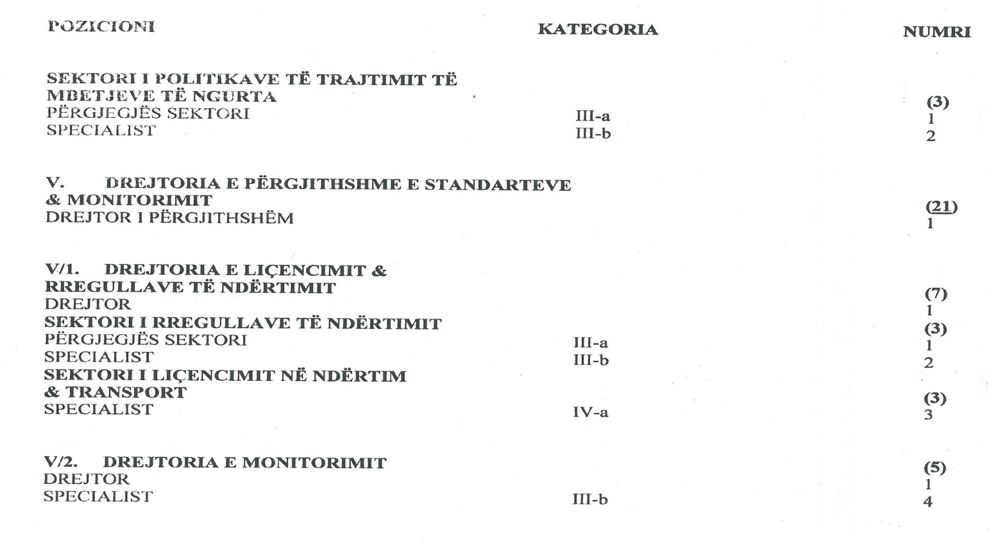 POZICIONI KATEGORIA NUMRI
SEKTORI I POLITIKAVE TË TRAJTIMIT TË
MBETJEVE TË NGURTA (3)
PËRGJEGJËS SEKTORI III-a 1
SPECIALIST III-b 2
V. DREJTORIA E PËRGJITHSHME E STANDARTEVE
& MONITORIMIT (21)
DREJTOR I PËRGJITHSHËM 1
V/1. DREJTORIA E LIÇENCIMIT &
RREGULLAVE TË NDËRTIMIT (7)
DREJTOR 1
SEKTORI I RREGULLAVE TË NDËRTIMIT (3)
PËRGJEGJËS SEKTORI III-a 1
SPECIALIST III-b 2
SEKTORI I LIÇENCIMIT NË NDËRTIM
& TRANSPORT (3)
SPECIALIST IV-a 3
V/2. DREJTORIA E MONITORIMIT (5)
DREJTOR 1
SPECIALIST III-b 4